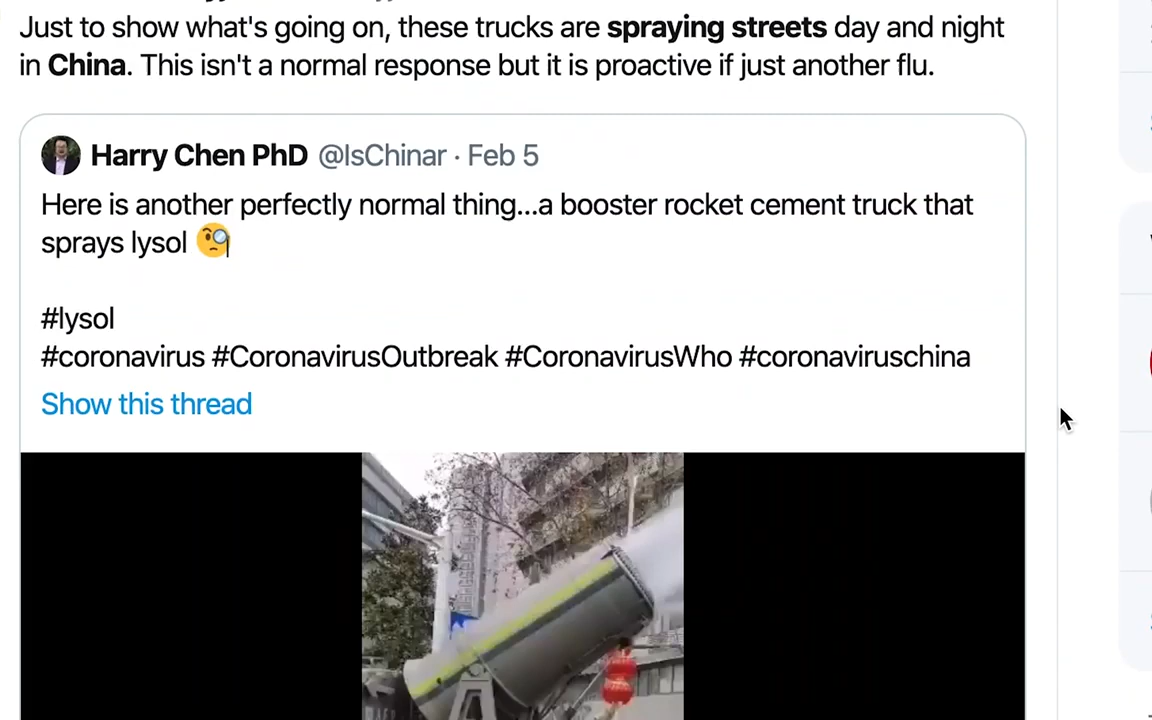 Just to show what's going on, these trucks are spraying streets day and night
in China. This isn't a normal response but it is proactive if just another flu.
Harry Chen PhD @IsChinar · Feb 5
Here is another perfectly normal thing...a booster rocket cement truck that
sprays lysol 🧐
#lysol
#coronavirus #CoronavirusOutbreak #CoronavirusWho #coronaviruschina
Show this thread